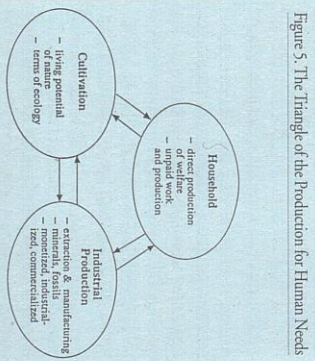 Figure 5. The Triangle of the Production for Human Needs
Household
– direct production
of welfare
– unpaid work
and production
Cultivation
– living potential
of nature
– terms of ecology
Industrial
Production
– extraction & manufacturing
– minerals, fossils
– monetized, industrial-
ized, commercialized